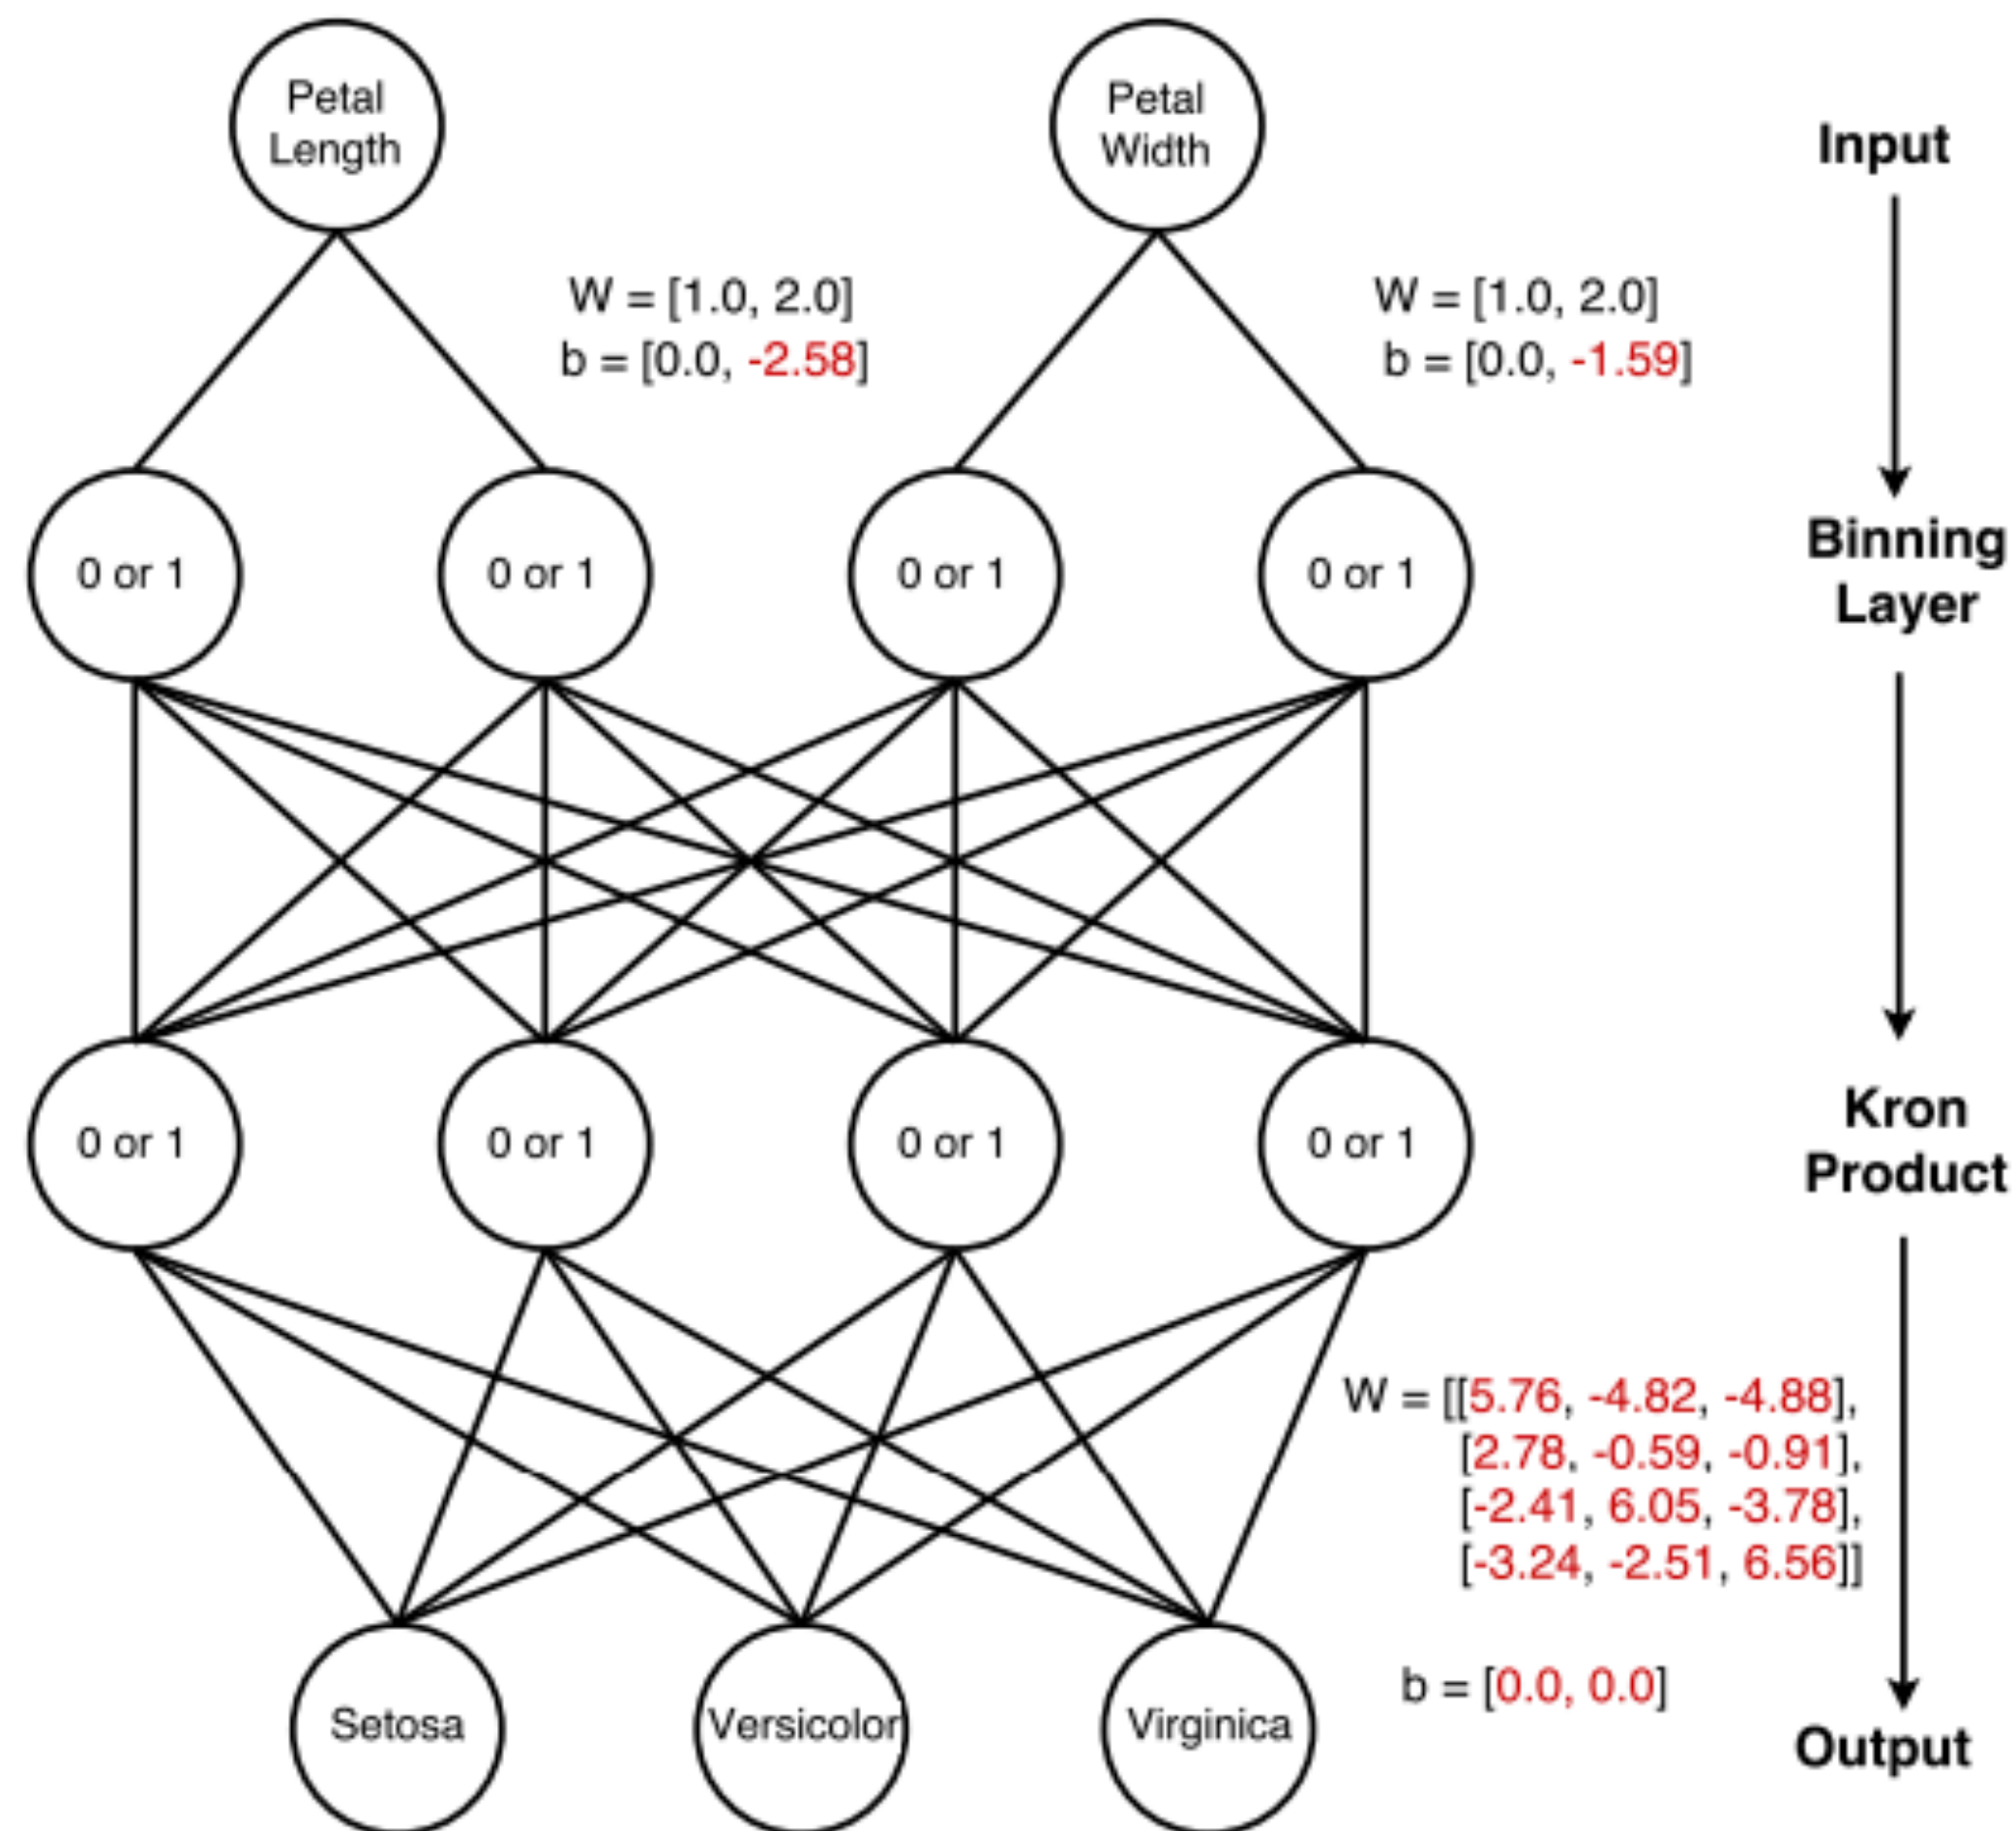 Petal
Length
Petal
Width
Input
W = [1.0, 2.0]
b = [0.0, -2.58]
W = [1.0, 2.0]
b = [0.0, -1.59]
0 or 1
0 or 1
0 or 1
0 or 1
Binning
Layer
0 or 1
0 or 1
0 or 1
0 or 1
Kron
Product
W = [[5.76, -4.82, -4.88],
[2.78, -0.59, -0.91],
[-2.41, 6.05, -3.78],
[-3.24, -2.51, 6.56]]
b = [0.0, 0.0]
Setosa
Versicolor
Virginica
Output